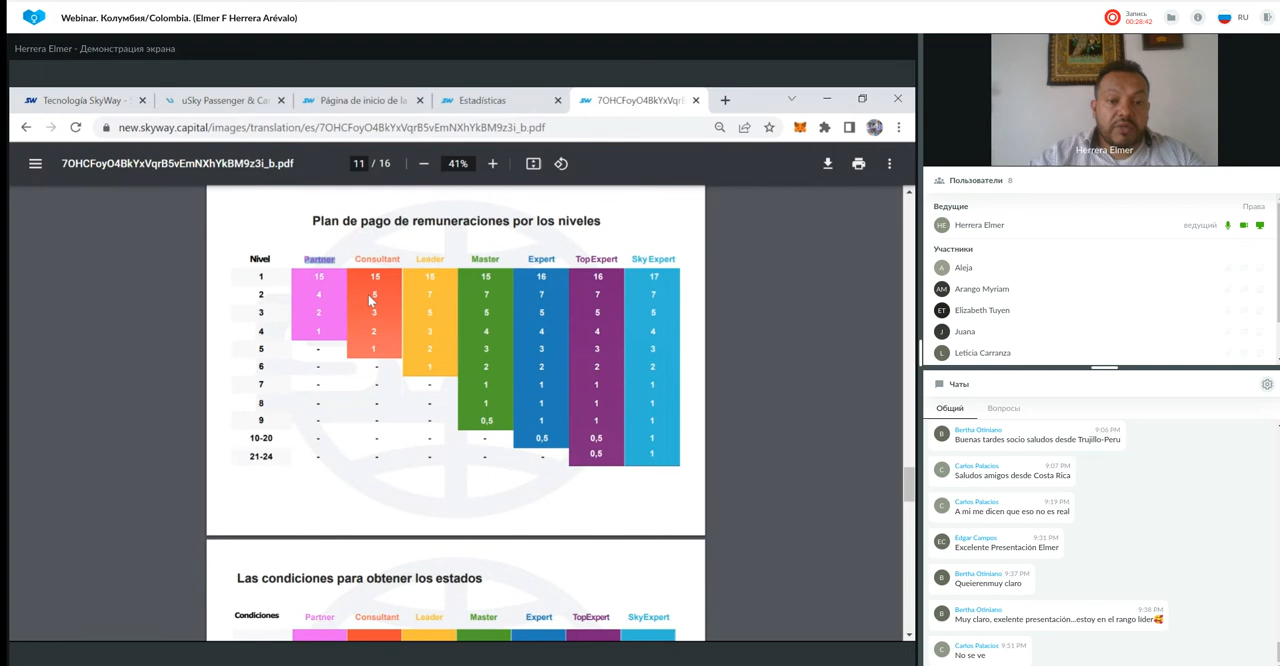 Webinar. Колумбия/Colombia. (Elmer F Herrera Arévalo)
Запись
00:28:42
RU
Herrera Elmer - Демонстрация экрана
Tecnología SkyWay - S
uSky Passenger & Car
Página de inicio de la
Estadísticas
7OHCFoyO4BkYxVqrB
new.skyway.capital/images/translation/es/7OHCFoyO4BkYxVqrB5vEmNXhYkBM9z3i_b.pdf
7OHCFoyO4BkYxVqrB5vEmNXhYkBM9z3i_b.pdf
11 / 16
41%
Plan de pago de remuneraciones por los niveles
Nivel Partner Consultant Leader Master Expert TopExpert Sky Expert
1 15 15 15 15 16 16 17
2 4 5 7 7 7 7 7
3 2 3 5 5 5 5 5
4 1 2 3 4 4 4 4
5 - 1 2 3 3 3 3
6 - - 1 2 2 2 2
7 - - - 1 1 1 1
8 - - - 1 1 1 1
9 - - - 0,5 1 1 1
10-20 - - - - 0,5 0,5 1
21-24 - - - - - 0,5 1
Las condiciones para obtener los estados
Condiciones Partner Consultant Leader Master Expert TopExpert SkyExpert
Herrera Elmer
Пользователи 8
Ведущие Права
HE Herrera Elmer ведущий
Участники
A Aleja
AM Arango Myriam
ET Elizabeth Tuyen
J Juana
L Leticia Carranza
Чаты
Общий Вопросы
B Bertha Otiniano 9:06 PM
Buenas tardes socio saludos desde Trujillo-Peru
C Carlos Palacios 9:07 PM
Saludos amigos desde Costa Rica
C Carlos Palacios 9:19 PM
A mi me dicen que eso no es real
EC Edgar Campos 9:31 PM
Excelente Presentación Elmer
B Bertha Otiniano 9:37 PM
Queierenmuy claro
B Bertha Otiniano 9:38 PM
Muy claro, exelente presentación...estoy en el rango líder🥰
C Carlos Palacios 9:51 PM
No se ve